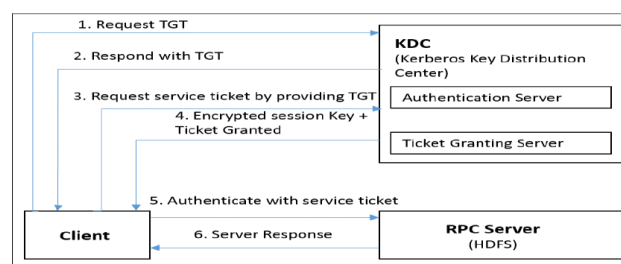 1. Request TGT
2. Respond with TGT
3. Request service ticket by providing TGT
4. Encrypted session Key +
Ticket Granted
KDC
(Kerberos Key Distribution
Center)
Authentication Server
Ticket Granting Server
5. Authenticate with service ticket
6. Server Response
Client
RPC Server
(HDFS)